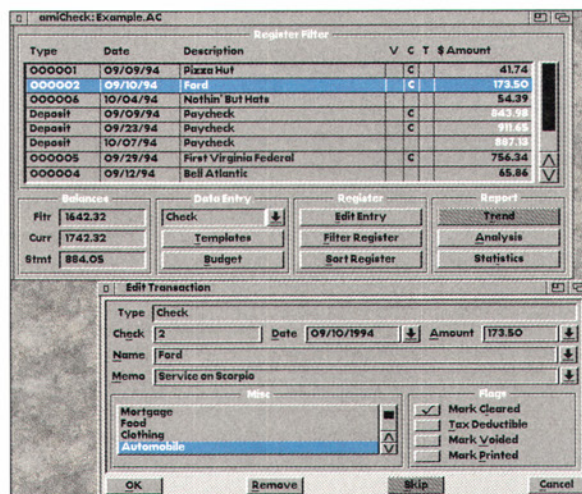 amiCheck: Example.AC
Register Filter
Type Date Description V C T $ Amount
000001 09/09/94 Pizza Hut C 41.74
000002 09/10/94 Ford C 173.50
000006 10/04/94 Nothin' But Hats 54.39
Deposit 09/09/94 Paycheck C 843.98
Deposit 09/23/94 Paycheck C 911.65
Deposit 10/07/94 Paycheck 887.13
000005 09/29/94 First Virginia Federal C 756.34
000004 09/12/94 Bell Atlantic 65.86
Balances Data Entry Register Report
Fltr 1642.32 Check Edit Entry Trend
Curr 1742.32 Templates Filter Register Analysis
Stmt 884.05 Budget Sort Register Statistics
Edit Transaction
Type Check
Check 2 Date 09/10/1994 Amount 173.50
Name Ford
Memo Service on Scorpio
Misc Flags
Mortgage Mark Cleared
Food Tax Deductible
Clothing Mark Voided
Automobile Mark Printed
OK Remove Skip Cancel